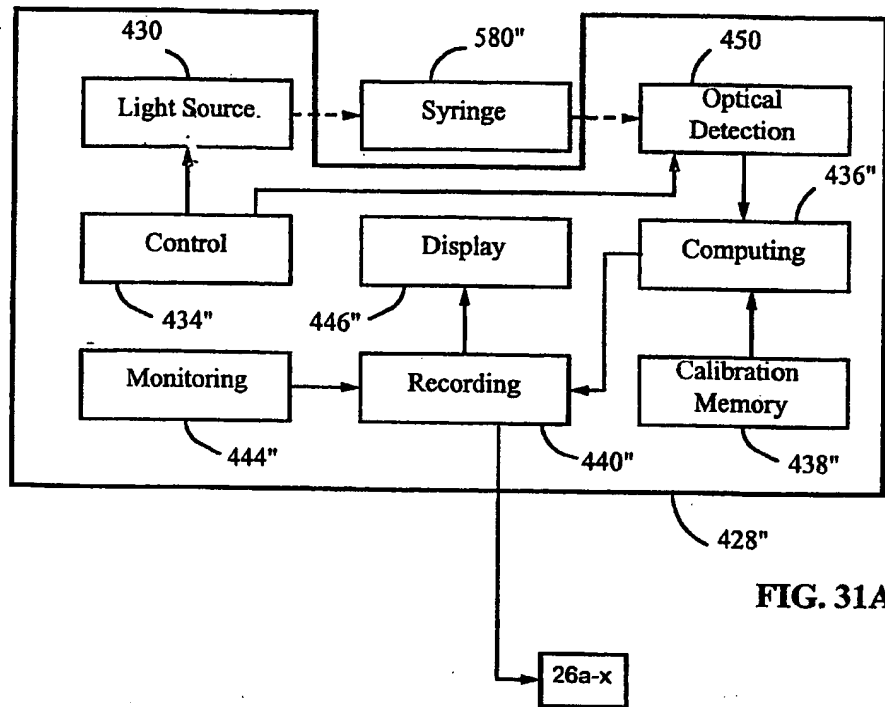 430
580"
450
Light Source.
Syringe
Optical
Detection
436"
Control
Display
Computing
434"
446"
Monitoring
Recording
Calibration
Memory
444"
440"
438"
428"
FIG. 31A
26a-x